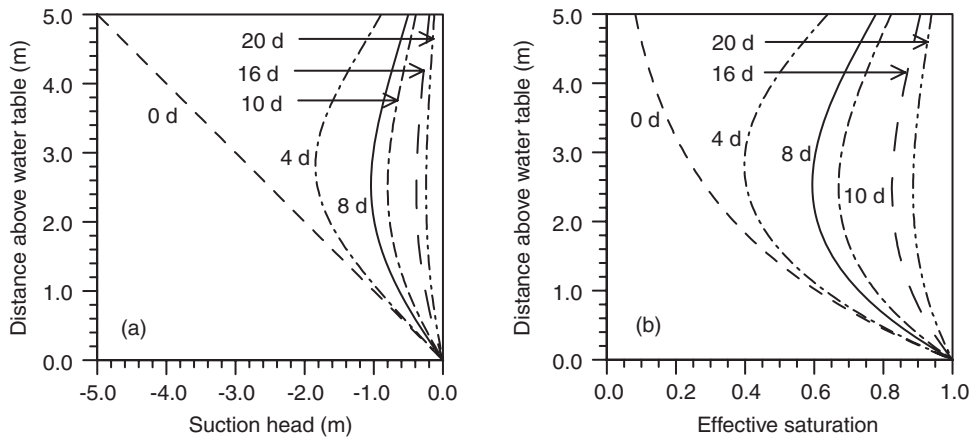 Distance above water table (m)
5.0
4.0
3.0
2.0
1.0
0.0
-5.0 -4.0 -3.0 -2.0 -1.0 0.0
Suction head (m)
20 d
16 d
10 d
0 d
4 d
8 d
(a)
Distance above water table (m)
5.0
4.0
3.0
2.0
1.0
0.0
0.0 0.2 0.4 0.6 0.8 1.0
Effective saturation
20 d
16 d
0 d
4 d
8 d
10 d
(b)